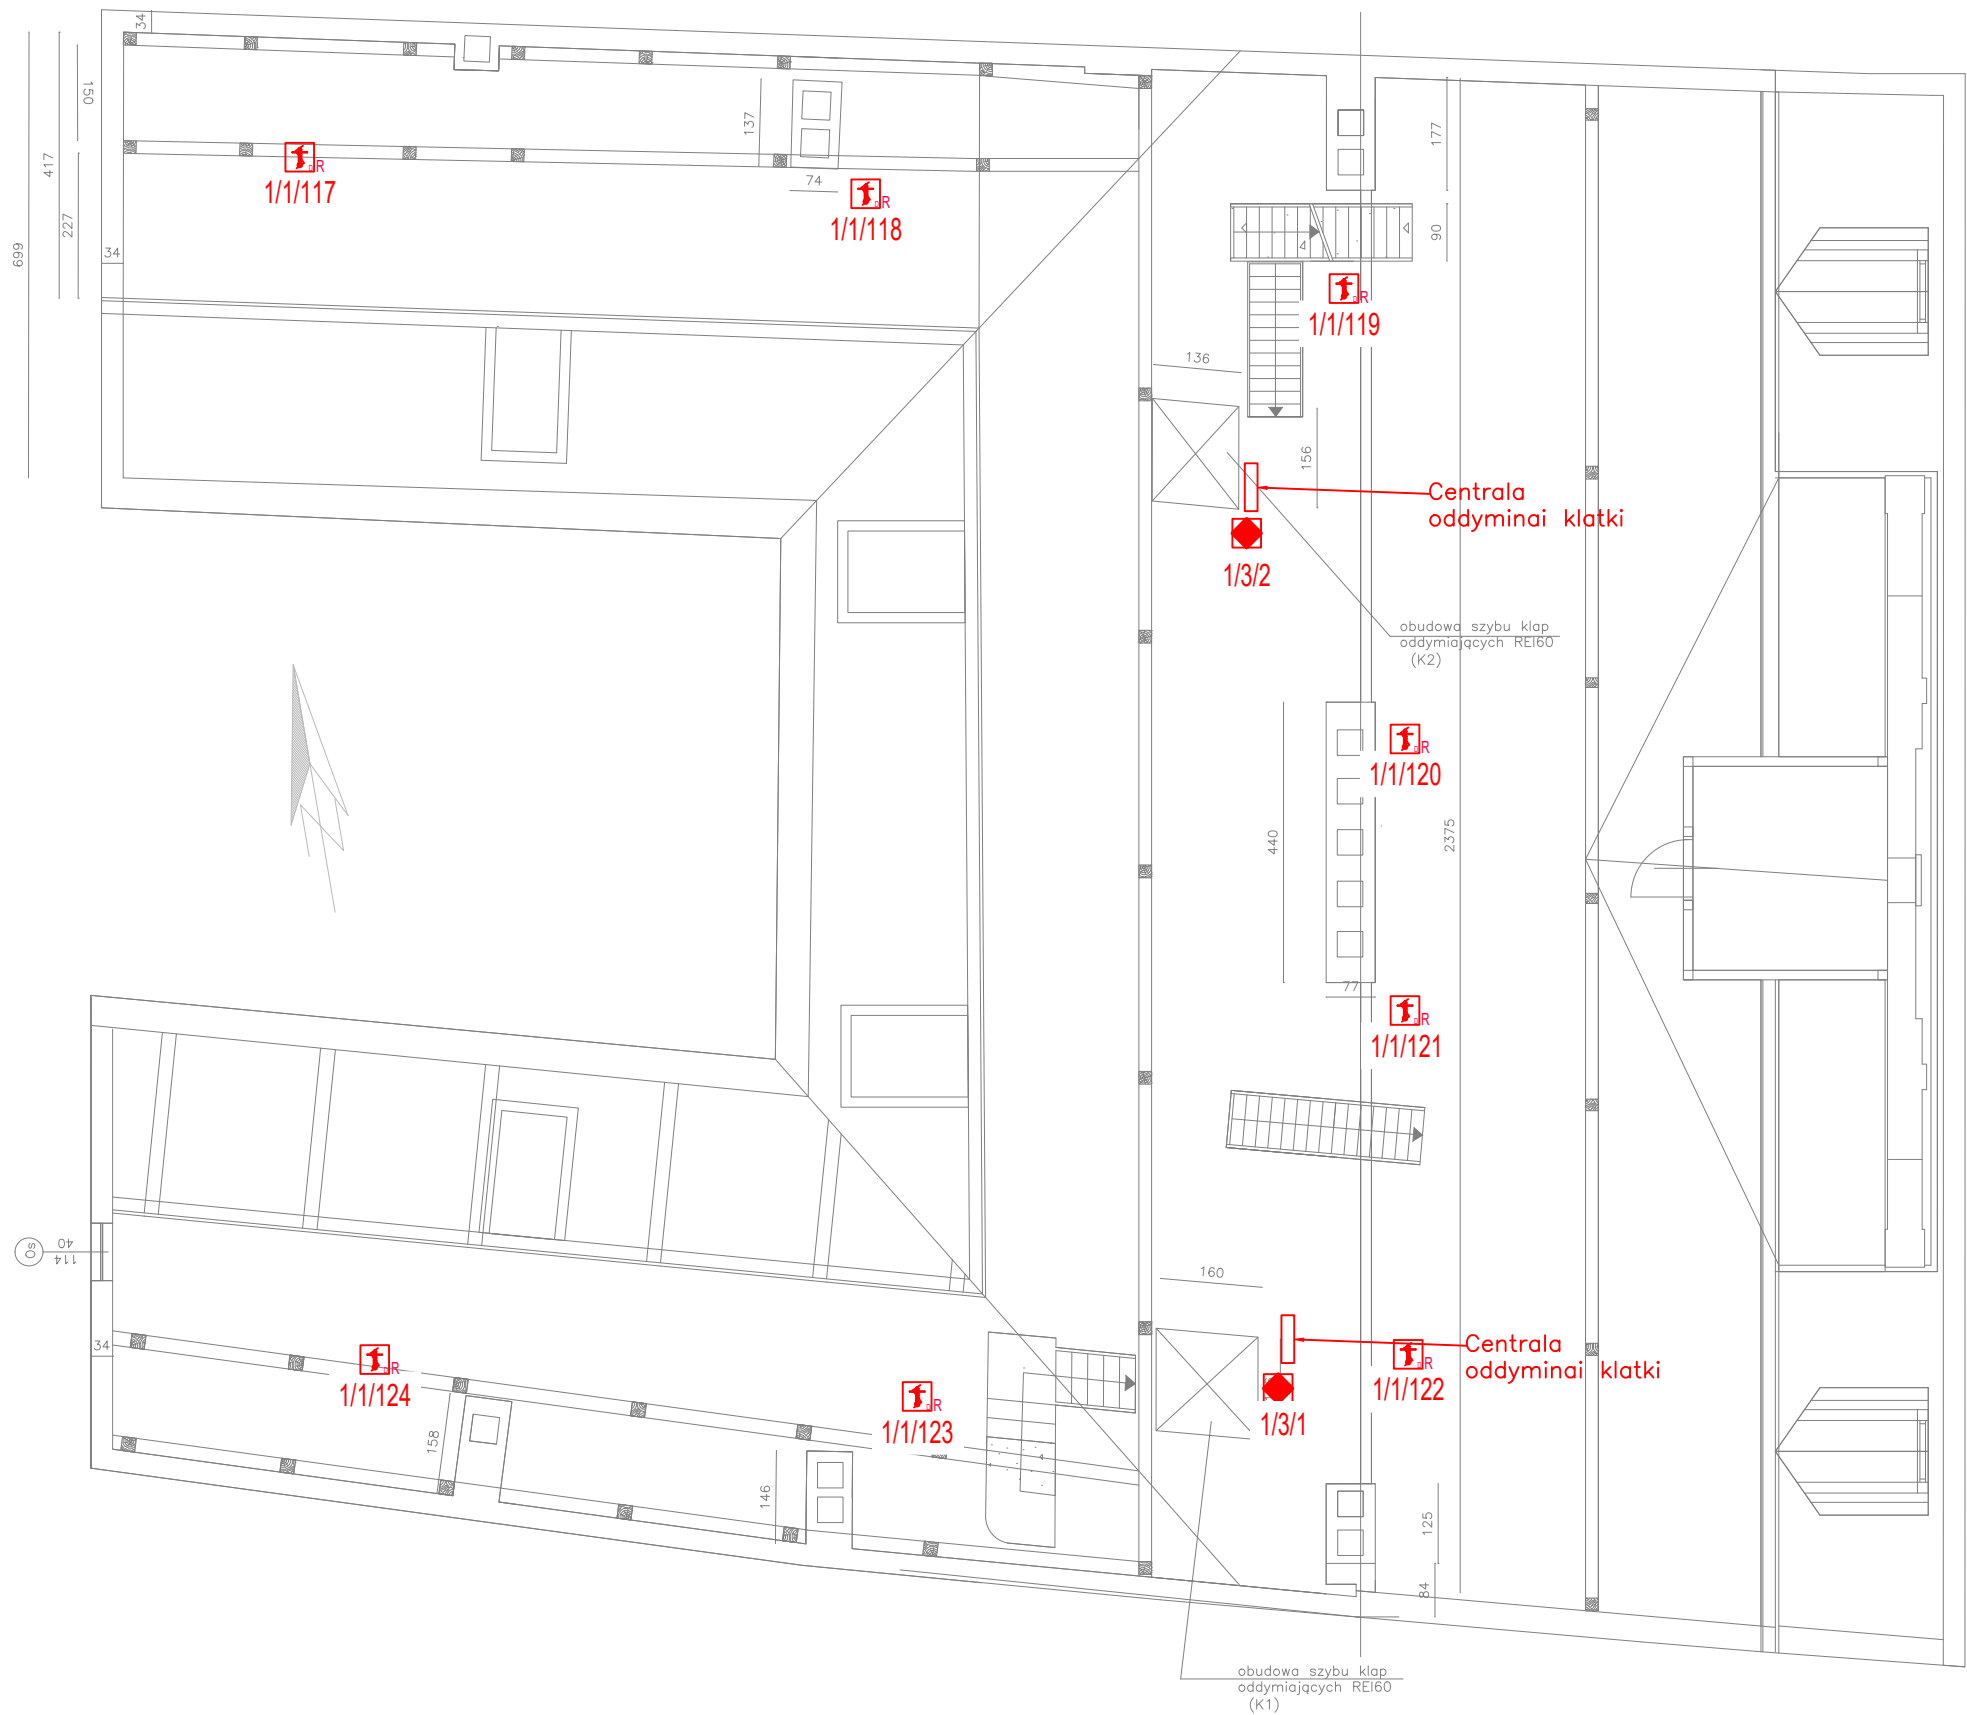 34
150
417
227
699
34
137
74
177
90
R
1/1/117
R
1/1/118
R
1/1/119
136
156
Centrala
oddyminai klatki
1/3/2
obudowa szybu klap
oddymiających REI60
(K2)
R
1/1/120
440
2375
77
R
1/1/121
Os
40
114
34
160
Centrala
oddyminai klatki
R
1/1/122
1/3/1
R
1/1/124
R
1/1/123
158
146
125
84
obudowa szybu klap
oddymiających REI60
(K1)